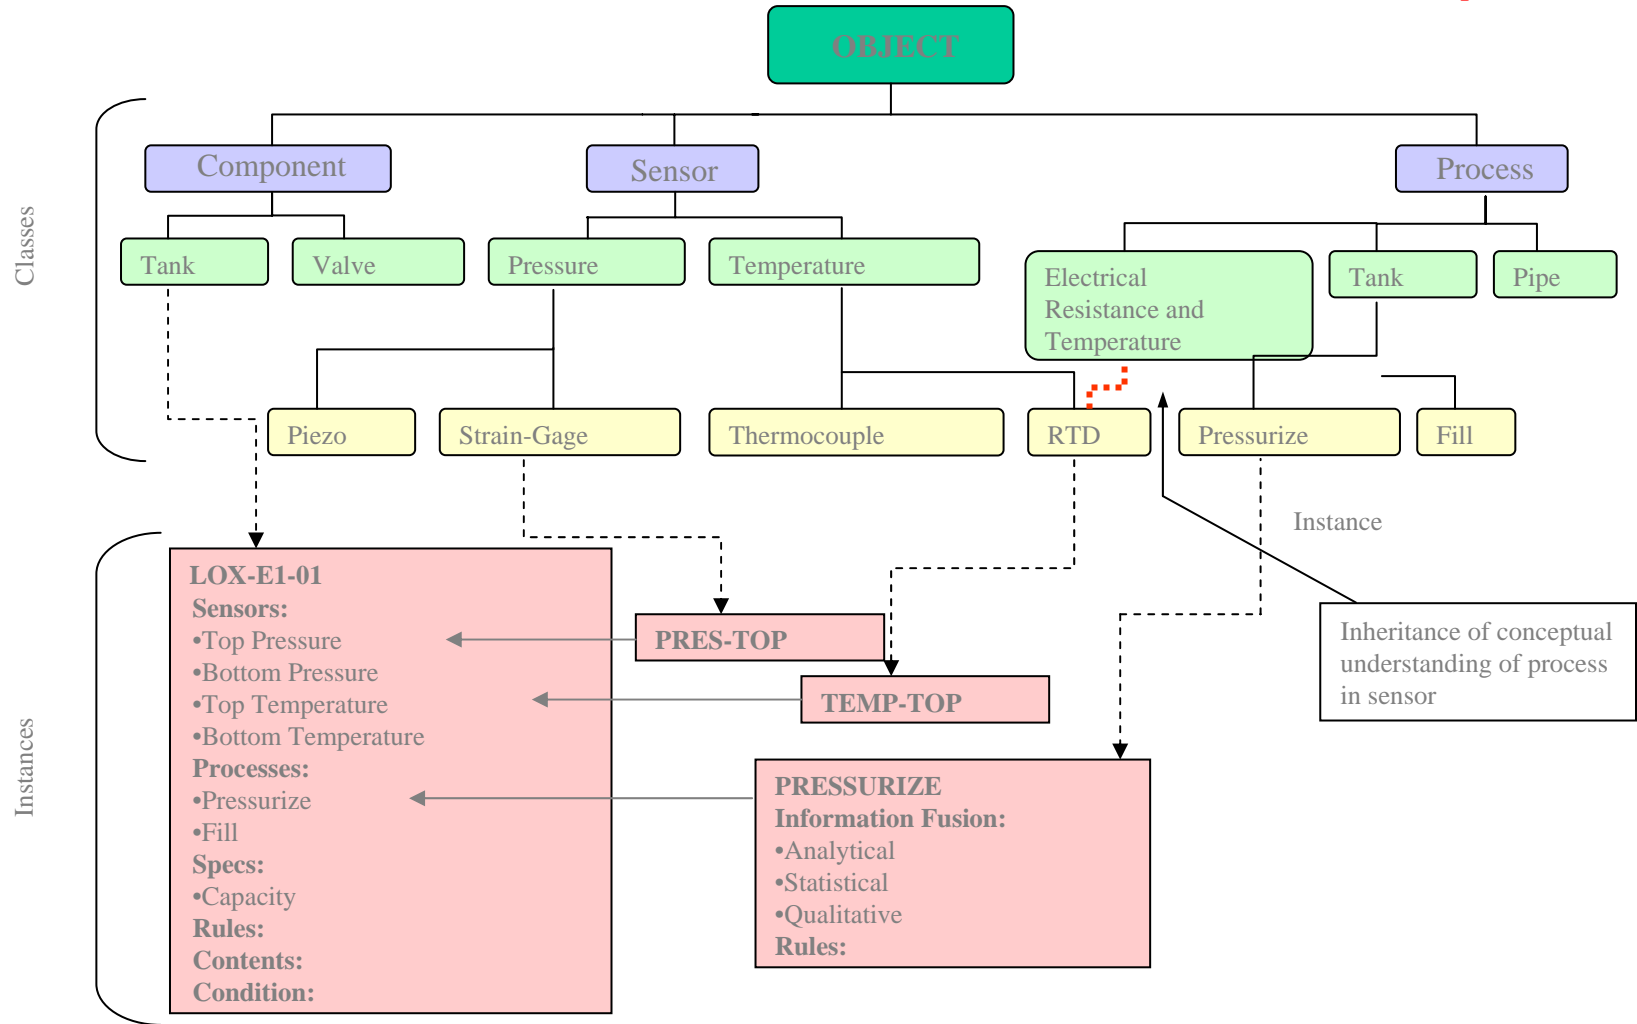 OBJECT
Component
Sensor
Process
Classes
Tank
Valve
Pressure
Temperature
Electrical
Resistance and
Temperature
Tank
Pipe
Piezo
Strain-Gage
Thermocouple
RTD
Pressurize
Fill
Instance
Instances
LOX-E1-01
Sensors:
•Top Pressure
•Bottom Pressure
•Top Temperature
•Bottom Temperature
Processes:
•Pressurize
•Fill
Specs:
•Capacity
Rules:
Contents:
Condition:
PRES-TOP
TEMP-TOP
PRESSURIZE
Information Fusion:
•Analytical
•Statistical
•Qualitative
Rules:
Inheritance of conceptual
understanding of process
in sensor